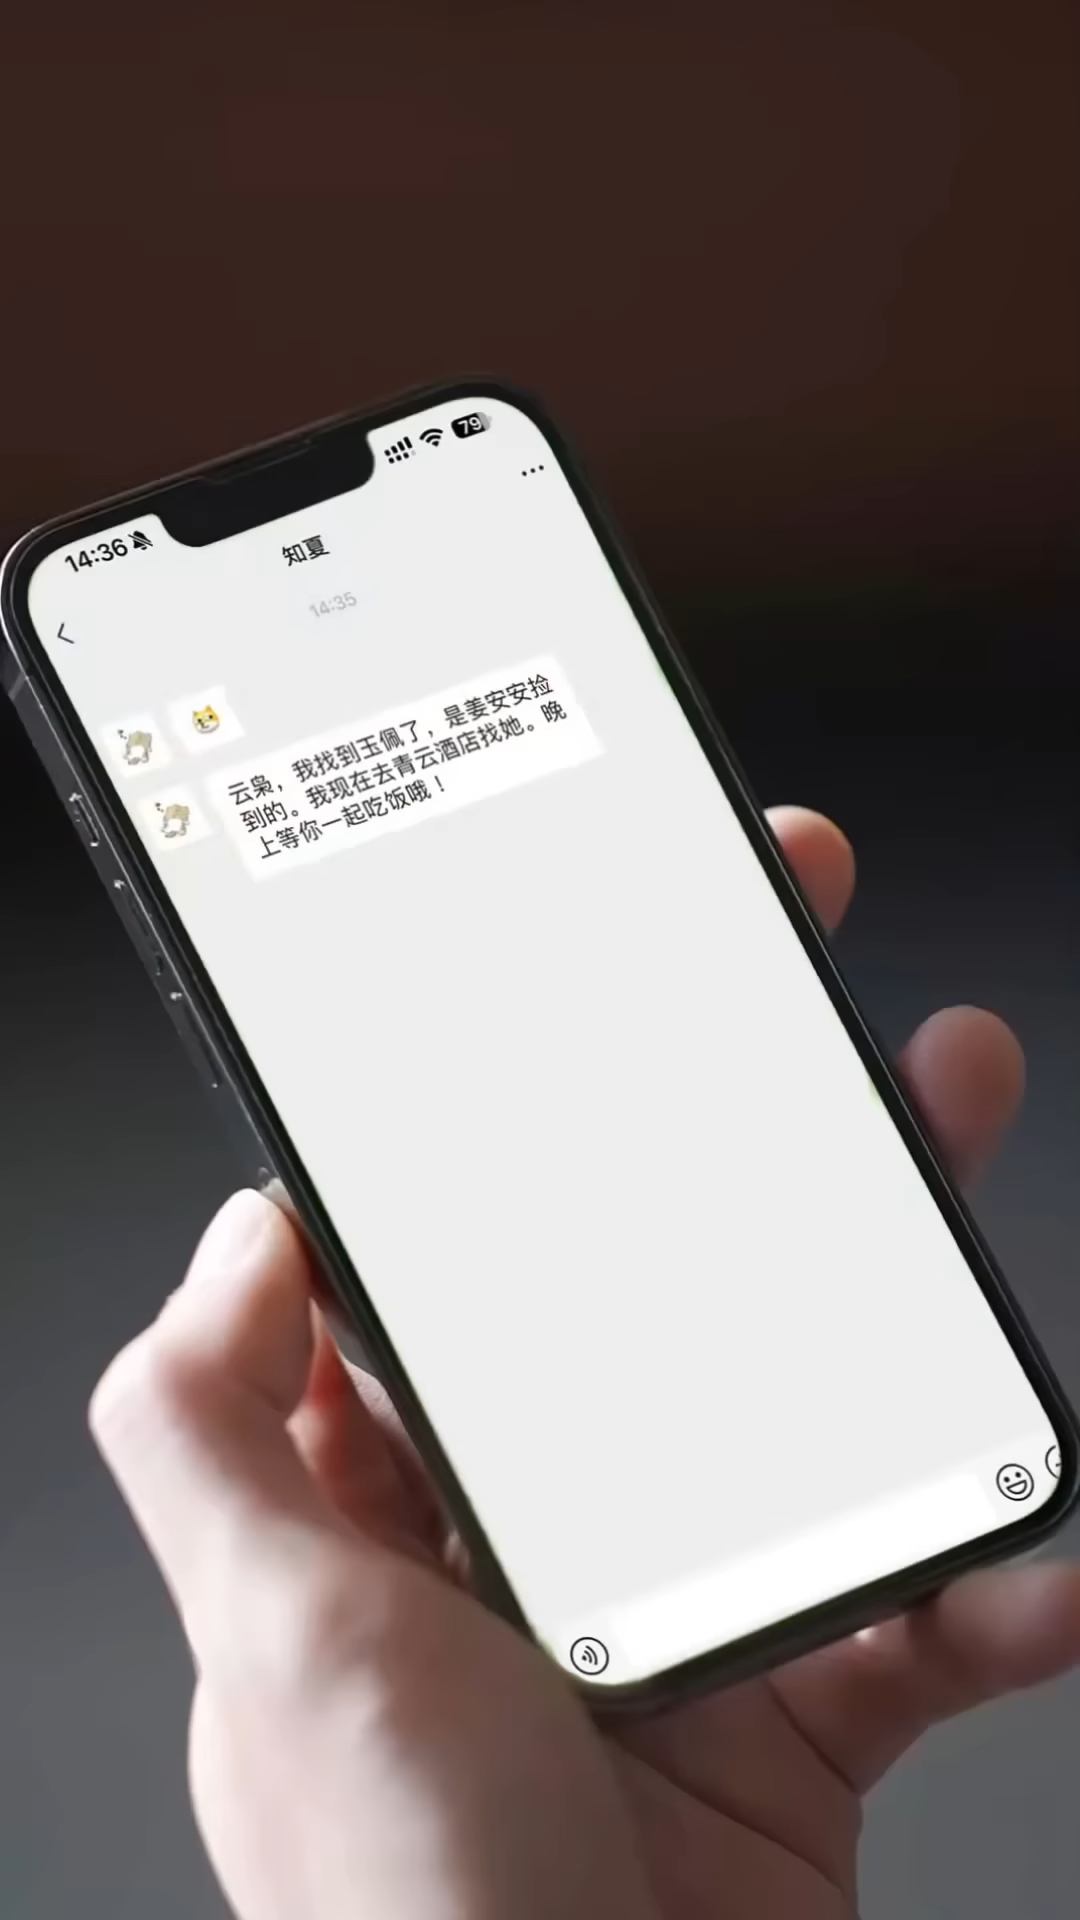 14:36
79
知夏
14:35
云枭，我找到玉佩了，是姜安安捡
到的。我现在去青云酒店找她。晚
上等你一起吃饭哦！